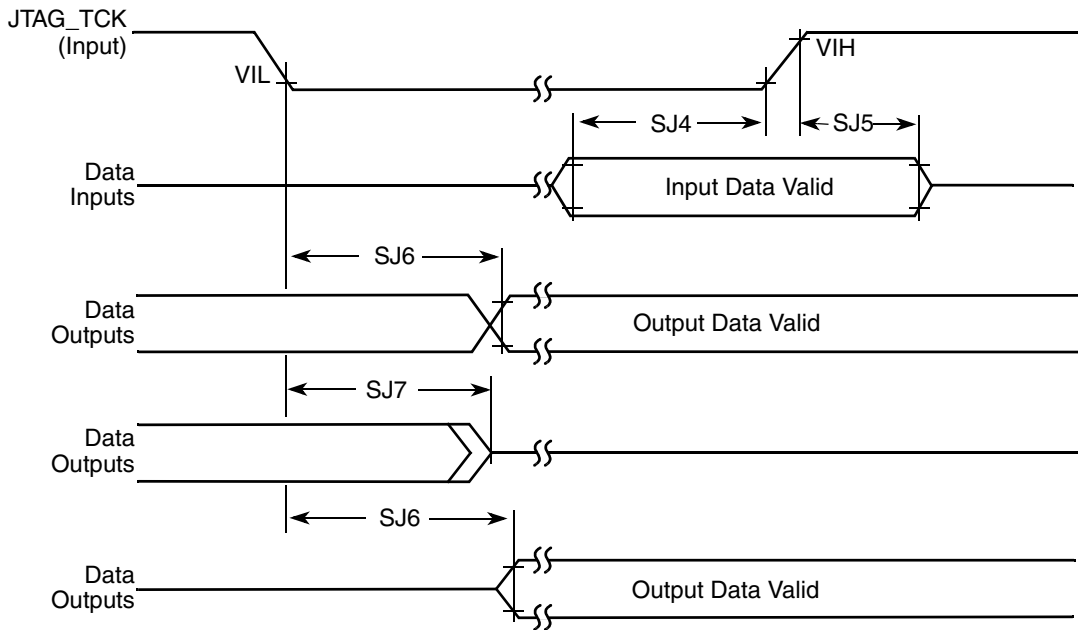 JTAG_TCK
(Input)
VIL
VIH
SJ4
SJ5
Data
Inputs
Input Data Valid
SJ6
Data
Outputs
Output Data Valid
SJ7
Data
Outputs
SJ6
Data
Outputs
Output Data Valid